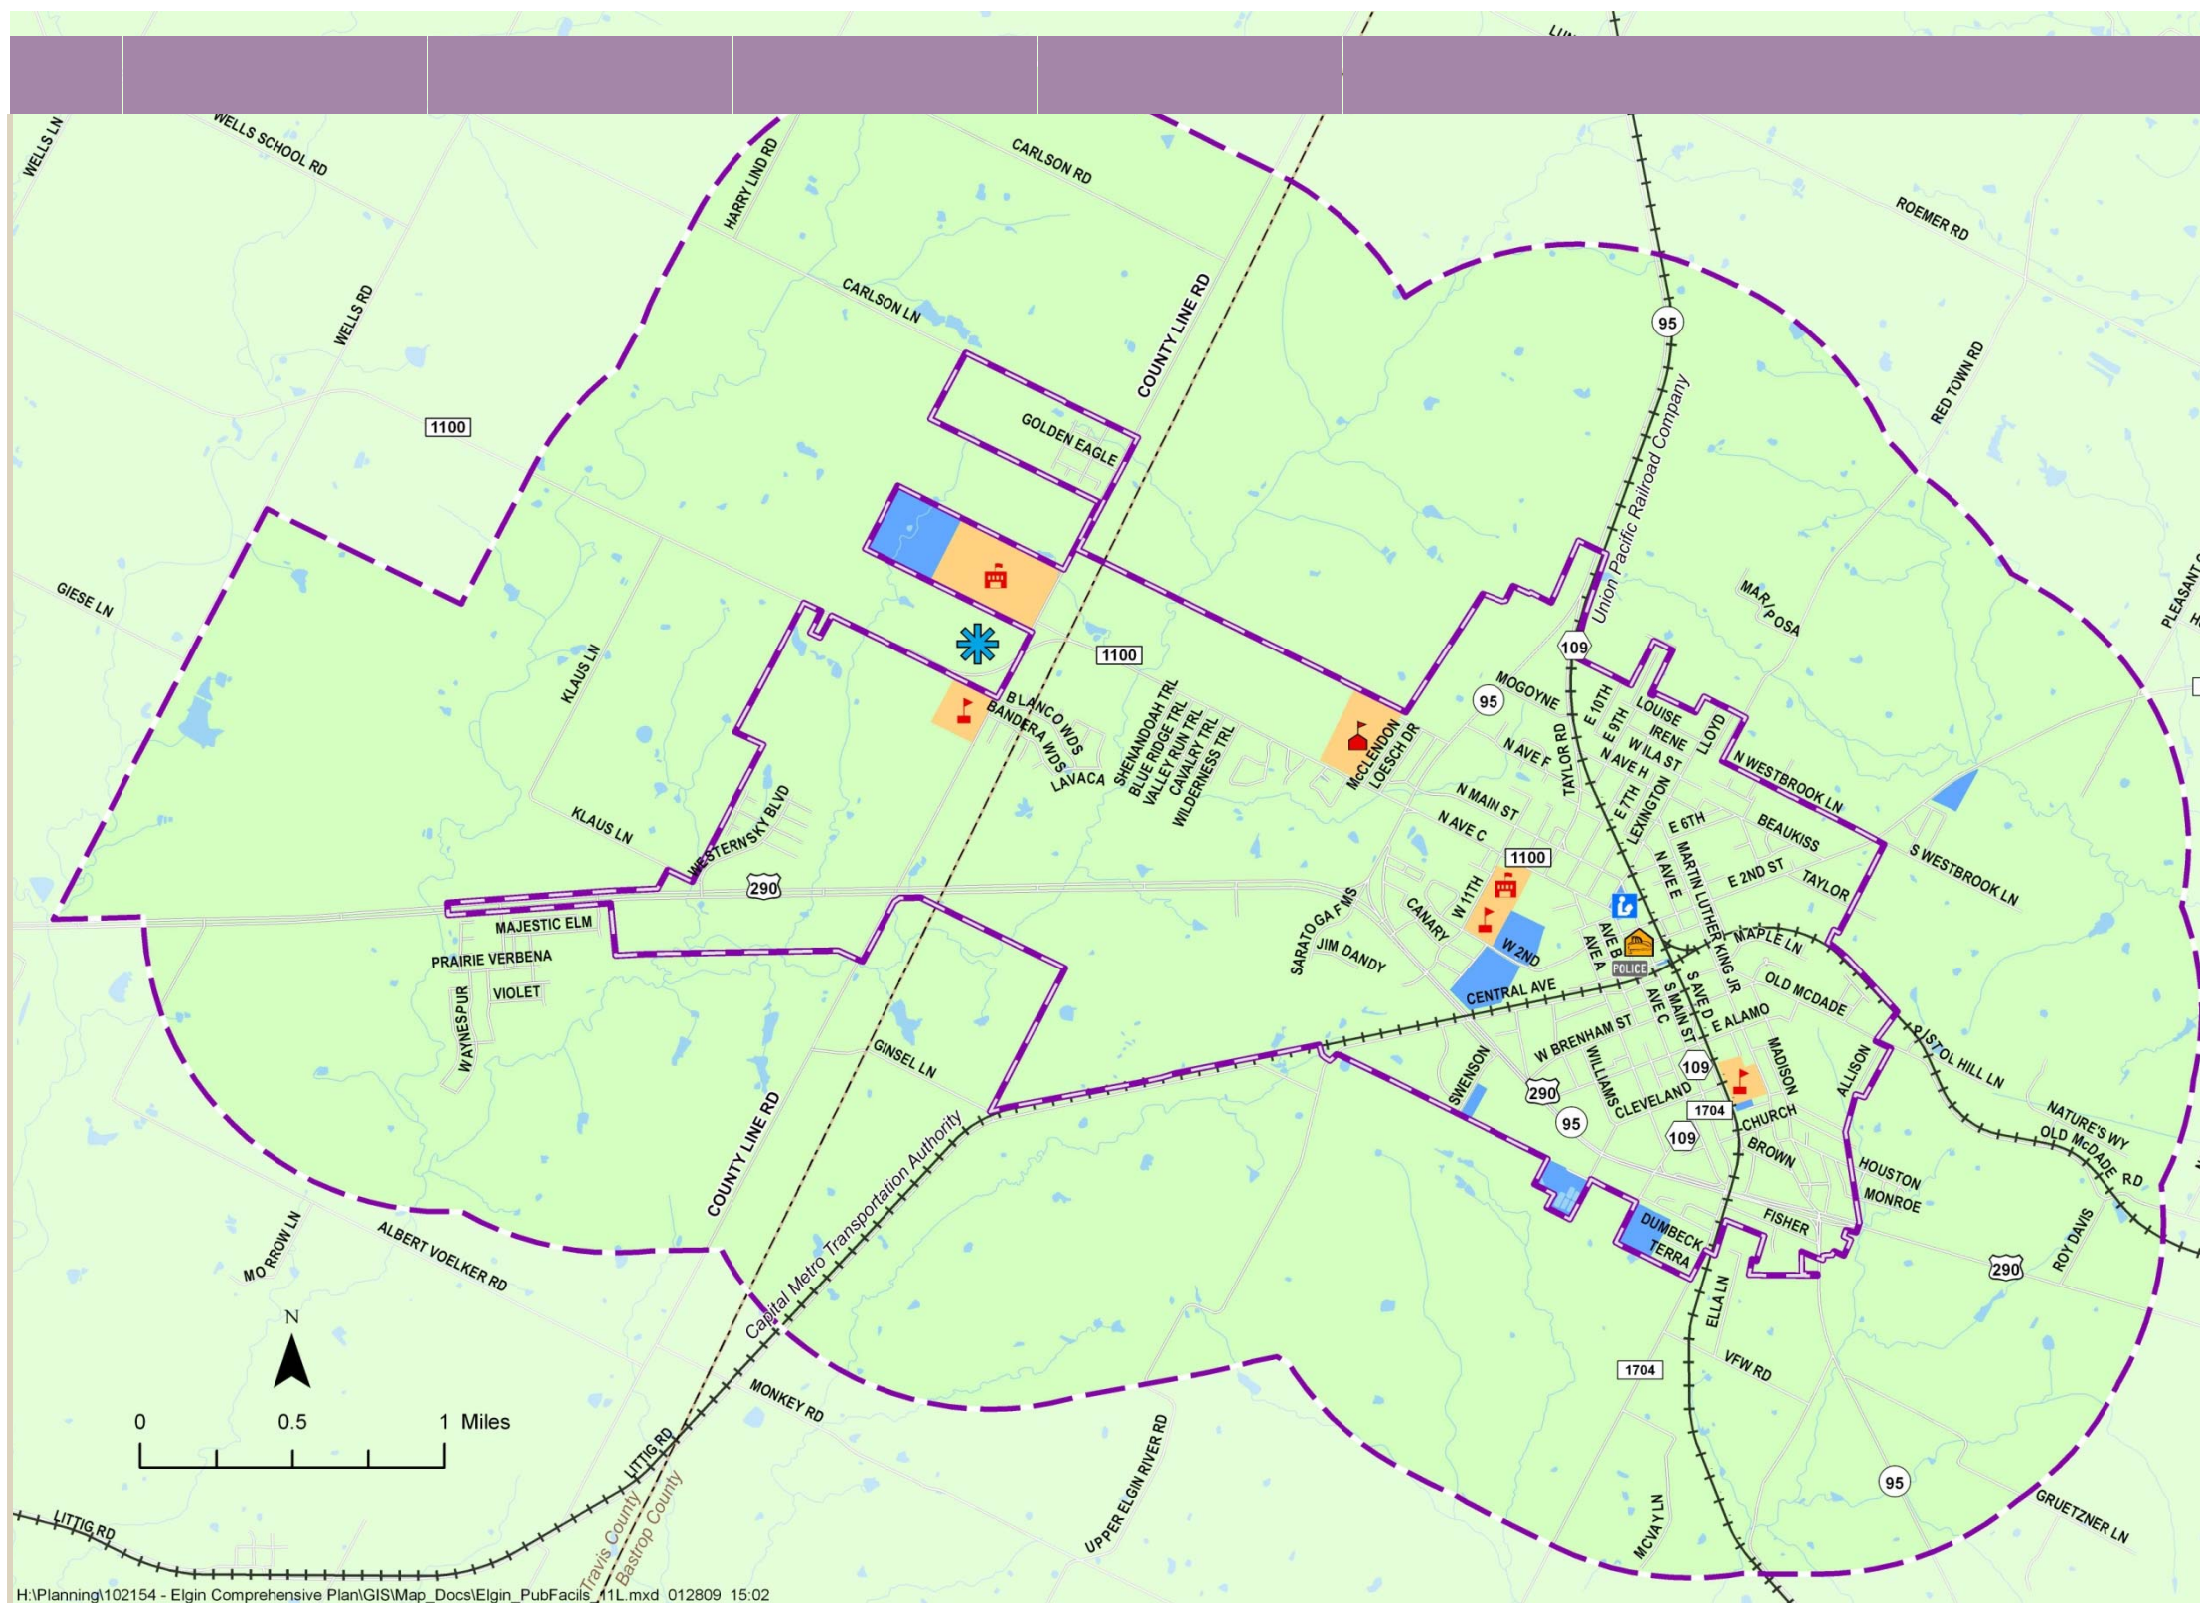 WELLS LN
WELLS SCHOOL RD
HARRY LIND RD
CARLSON RD
ROEMER RD
WELLS RD
CARLSON LN
COUNTY LINE RD
95
Union Pacific Railroad Company
RED TOWN RD
1100
GOLDEN EAGLE
GIESE LN
KLAUS LN
1100
109
MARIPOSA
PLEASANT
BLANCO WDS
BANDERA WDS
LAVACA
SHENANDOAH TRL
BLUE RIDGE TRL
VALLEY RUN TRL
CAVALRY TRL
WILDERNESS TRL
McCLENDON
LOESCH DR
95
MOGOYNE
N AVE F
TAYLOR RD
E 10TH
E 9TH
LOUISE
IRENE
W ILA ST
N AVE H
LLOYD
E 7TH
LEXINGTON
N WESTBROOK LN
BEAUKISS
S WESTBROOK LN
N MAIN ST
N AVE C
E 6TH
N AVE E
MARTIN LUTHER KING JR
E 2ND ST
TAYLOR
KLAUS LN
WESTERN SKY BLVD
290
1100
W 11TH
CANARY
SARATOGA FMS
JIM DANDY
W 2ND
AVE B
AVE A
POLICE
MAPLE LN
MAJESTIC ELM
PRAIRIE VERBENA
VIOLET
WAYNESPUR
CENTRAL AVE
AVE C
S MAIN ST
S AVE D
OLD MCDADE
E ALAMO
W BRENHAM ST
SWENSON
WILLIAMS
CLEVELAND
290
95
109
1704
109
MADISON
CHURCH
BROWN
ALLISON
PISTOL HILL LN
NATURE'S WY
OLD McDADE RD
HOUSTON
MONROE
FISHER
GINSEL LN
COUNTY LINE RD
Capital Metro Transportation Authority
DUMBECK
TERRA
ELLA LN
290
ROY DAVIS
MORROW LN
ALBERT VOELKER RD
N
0 0.5 1 Miles
1704
VFW RD
MONKEY RD
LITTIG RD
UPPER ELGIN RIVER RD
MCVAY LN
95
GRUETZNER LN
LITTIG RD
Travis County
Bastrop County
H:\Planning\102154 - Elgin Comprehensive Plan\GIS\Map_Docs\Elgin_PubFacils_11L.mxd 012809 15:02